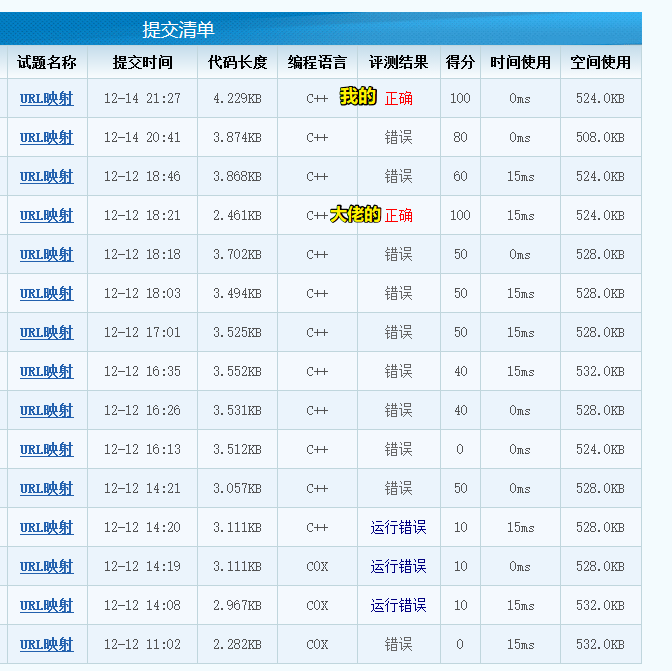 提交清单
试题名称 提交时间 代码长度 编程语言 评测结果 得分 时间使用 空间使用
URL映射 12-14 21:27 4.229KB C++ 我的 正确 100 0ms 524.0KB
URL映射 12-14 20:41 3.874KB C++ 错误 80 0ms 508.0KB
URL映射 12-12 18:46 3.868KB C++ 错误 60 15ms 524.0KB
URL映射 12-12 18:21 2.461KB C++ 大佬的 正确 100 15ms 524.0KB
URL映射 12-12 18:18 3.702KB C++ 错误 50 0ms 528.0KB
URL映射 12-12 18:03 3.494KB C++ 错误 50 15ms 528.0KB
URL映射 12-12 17:01 3.525KB C++ 错误 50 15ms 528.0KB
URL映射 12-12 16:35 3.552KB C++ 错误 40 15ms 532.0KB
URL映射 12-12 16:26 3.531KB C++ 错误 40 0ms 528.0KB
URL映射 12-12 16:13 3.512KB C++ 错误 0 0ms 524.0KB
URL映射 12-12 14:21 3.057KB C++ 错误 50 0ms 528.0KB
URL映射 12-12 14:20 3.111KB C++ 运行错误 10 15ms 528.0KB
URL映射 12-12 14:19 3.111KB C0X 运行错误 10 0ms 528.0KB
URL映射 12-12 14:08 2.967KB C0X 运行错误 10 15ms 532.0KB
URL映射 12-12 11:02 2.282KB C0X 错误 0 15ms 532.0KB